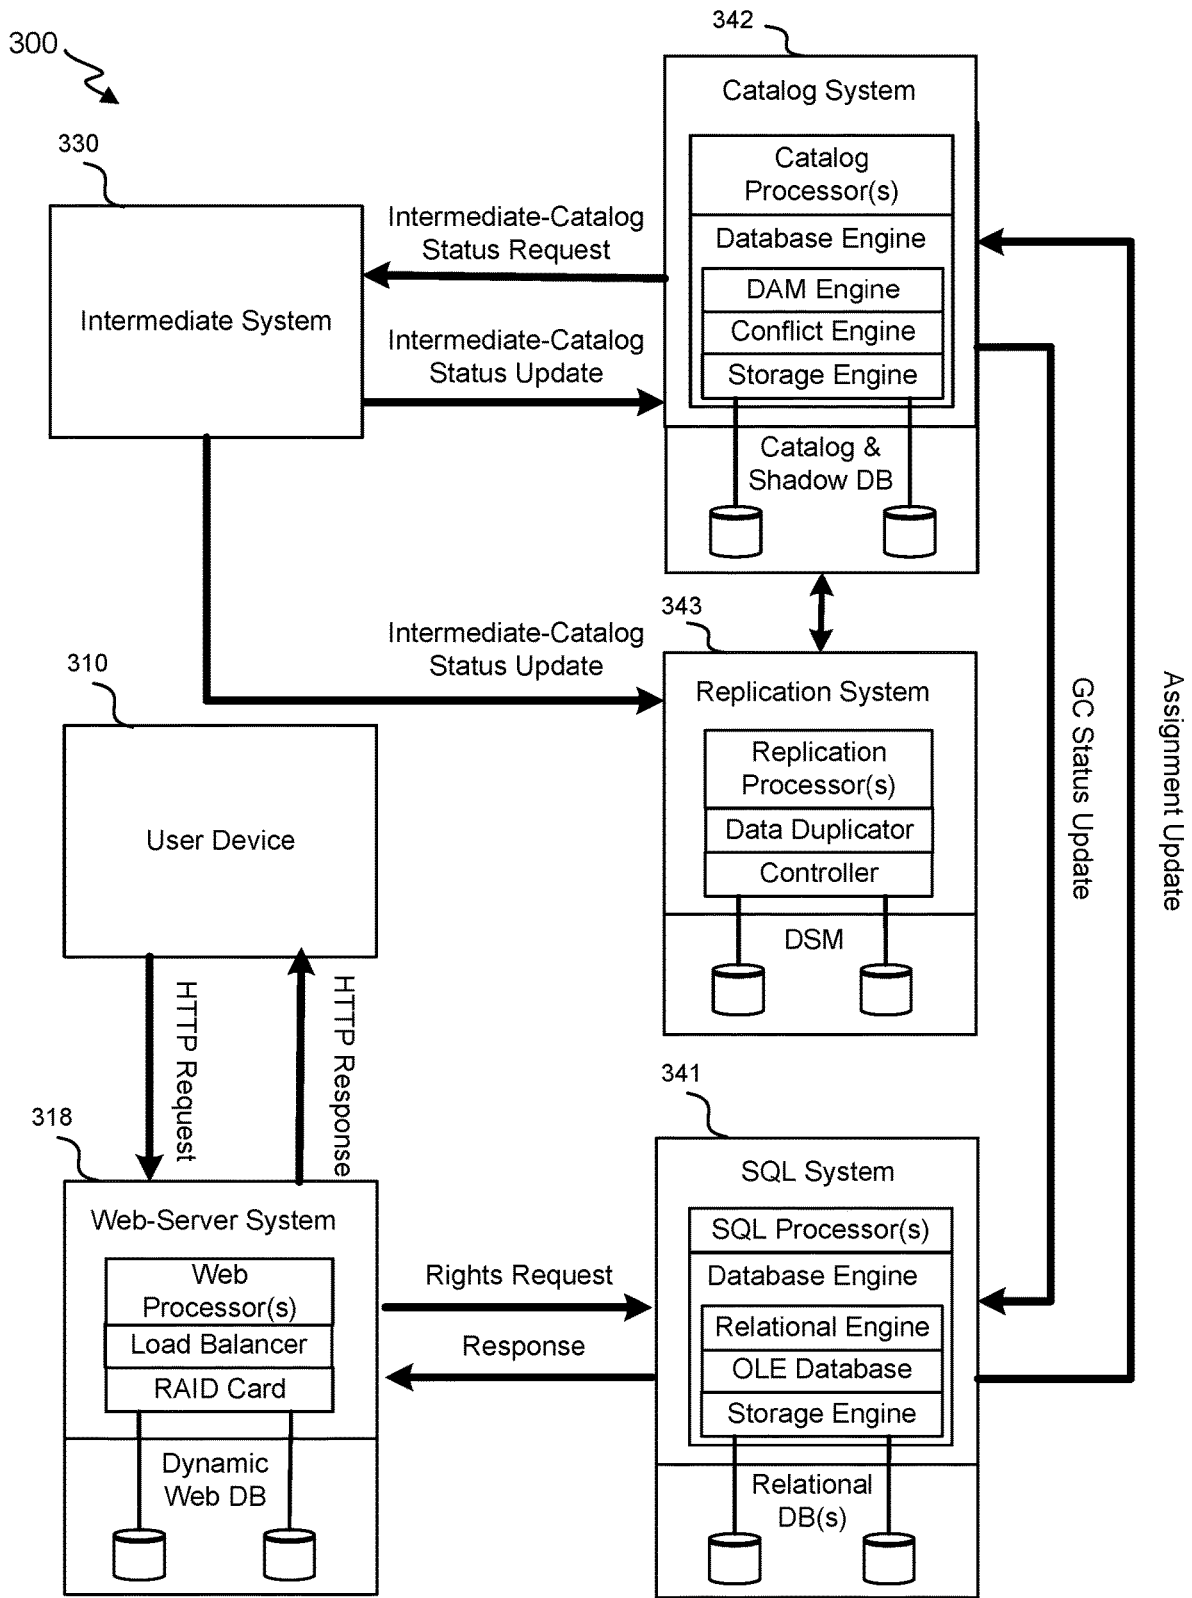 300
342
Catalog System
Catalog
Processor(s)
Database Engine
DAM Engine
Conflict Engine
Storage Engine
Catalog &
Shadow DB
330
Intermediate System
Intermediate-Catalog
Status Request
Intermediate-Catalog
Status Update
Intermediate-Catalog
Status Update
343
Replication System
Replication
Processor(s)
Data Duplicator
Controller
DSM
GC Status Update
Assignment Update
310
User Device
HTTP Request
HTTP Response
318
Web-Server System
Web
Processor(s)
Load Balancer
RAID Card
Dynamic
Web DB
Rights Request
Response
341
SQL System
SQL Processor(s)
Database Engine
Relational Engine
OLE Database
Storage Engine
Relational
DB(s)